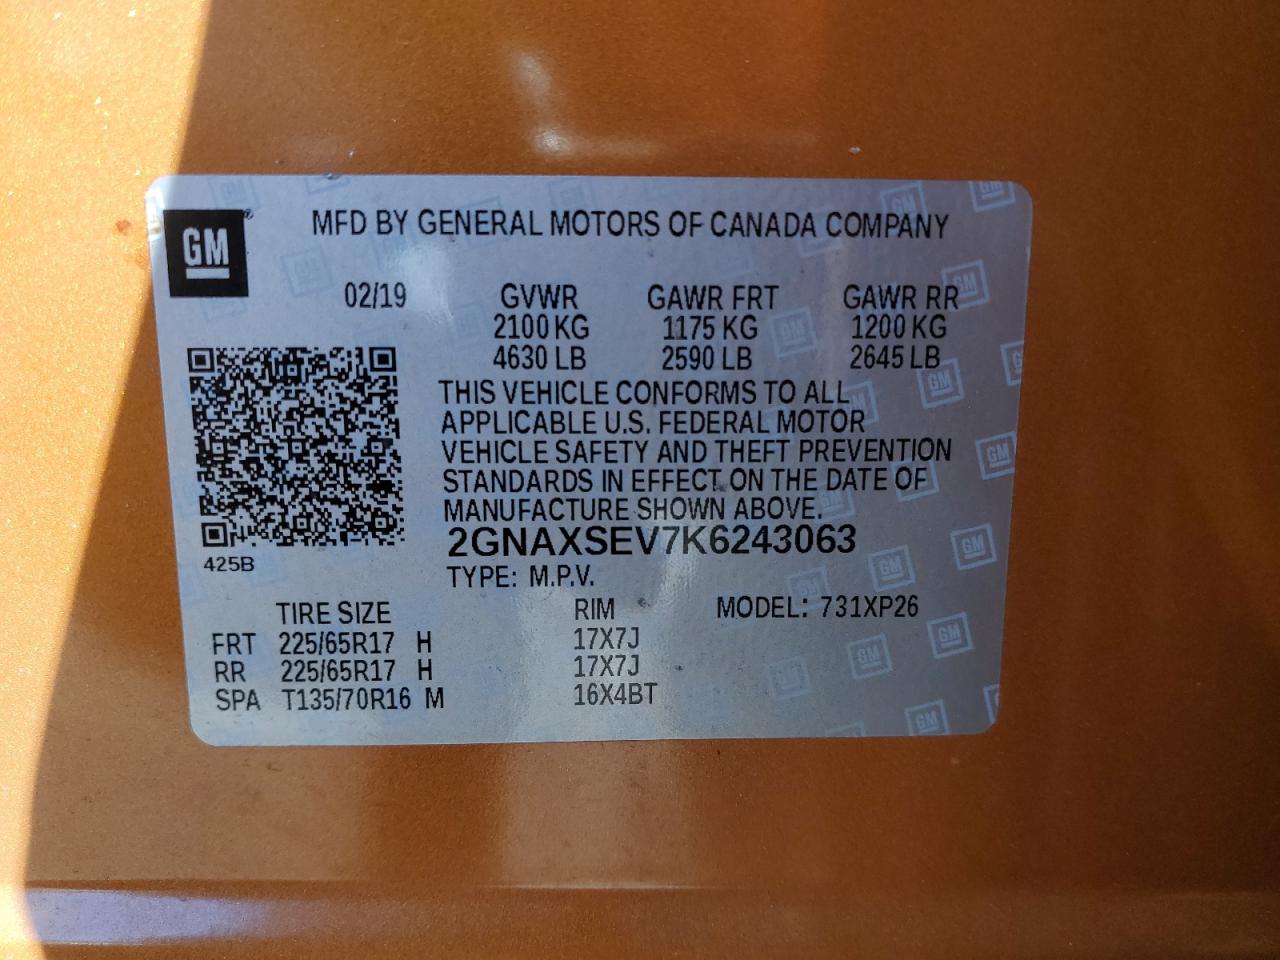 GM
MFD BY GENERAL MOTORS OF CANADA COMPANY
02/19 GVWR GAWR FRT GAWR RR
2100 KG 1175 KG 1200 KG
4630 LB 2590 LB 2645 LB
THIS VEHICLE CONFORMS TO ALL
APPLICABLE U.S. FEDERAL MOTOR
VEHICLE SAFETY AND THEFT PREVENTION
STANDARDS IN EFFECT ON THE DATE OF
MANUFACTURE SHOWN ABOVE.
2GNAXSEV7K6243063
425B
TYPE: M.P.V.
TIRE SIZE RIM MODEL: 731XP26
FRT 225/65R17 H 17X7J
RR 225/65R17 H 17X7J
SPA T135/70R16 M 16X4BT